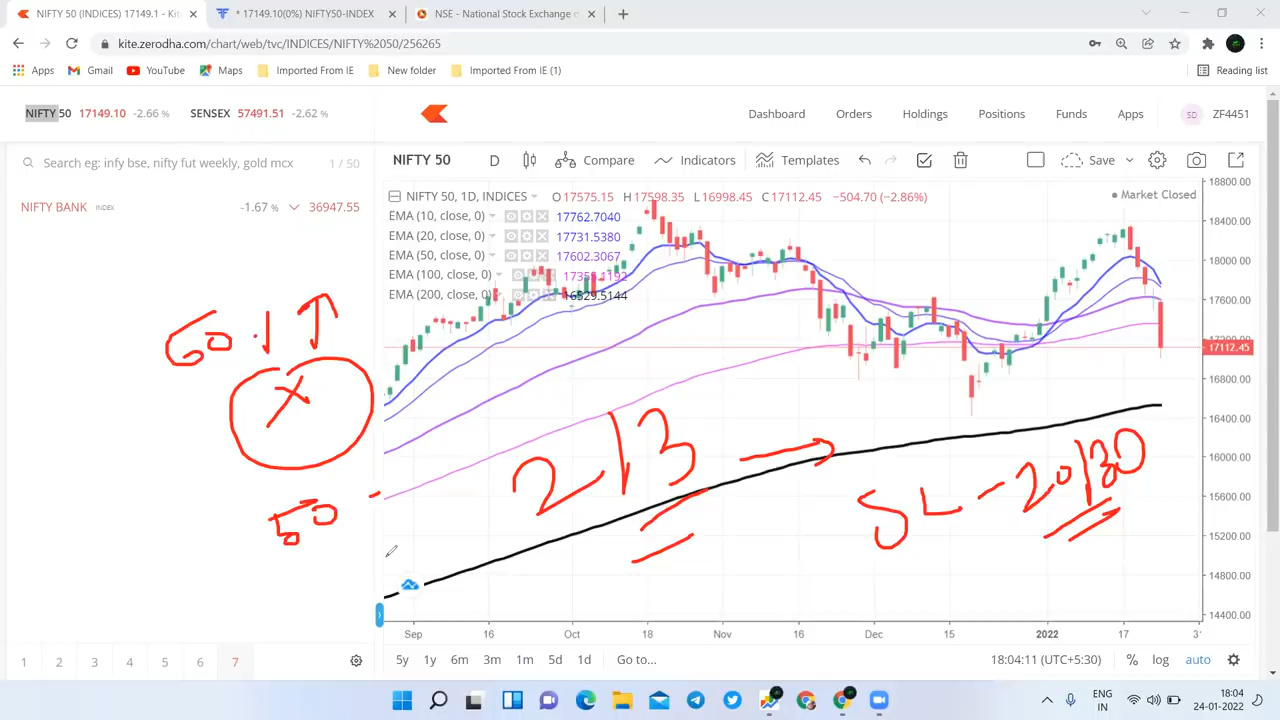 NIFTY 50 (INDICES) 17149.1 - Kit
* 17149.10(0%) NIFTY50-INDEX
NSE - National Stock Exchange o
kite.zerodha.com/chart/web/tvc/INDICES/NIFTY%2050/256265
Apps Gmail YouTube Maps Imported From IE New folder Imported From IE (1) Reading list
NIFTY 50 17149.10 -2.66 % SENSEX 57491.51 -2.62 %
Dashboard Orders Holdings Positions Funds Apps SD ZF4451
Search eg: infy bse, nifty fut weekly, gold mcx 1 / 50
NIFTY BANK INDEX -1.67 % 36947.55
NIFTY 50 D Compare Indicators Templates Save
NIFTY 50, 1D, INDICES O17575.15 H17598.35 L16998.45 C17112.45 −504.70 (−2.86%)
Market Closed
EMA (10, close, 0) 17762.7040
EMA (20, close, 0) 17731.5380
EMA (50, close, 0) 17602.3067
EMA (100, close, 0)
EMA (200, close, 0) 16529.5144
18800.00
18400.00
18000.00
17600.00
17112.45
16800.00
16400.00
16000.00
15600.00
15200.00
14800.00
14400.00
X
50
2/3
SL - 20/30
Sep 16 Oct 18 Nov 16 Dec 15 2022 17
1 2 3 4 5 6 7
5y 1y 6m 3m 1m 5d 1d Go to... 18:04:11 (UTC+5:30) % log auto
ENG
IN
18:04
24-01-2022